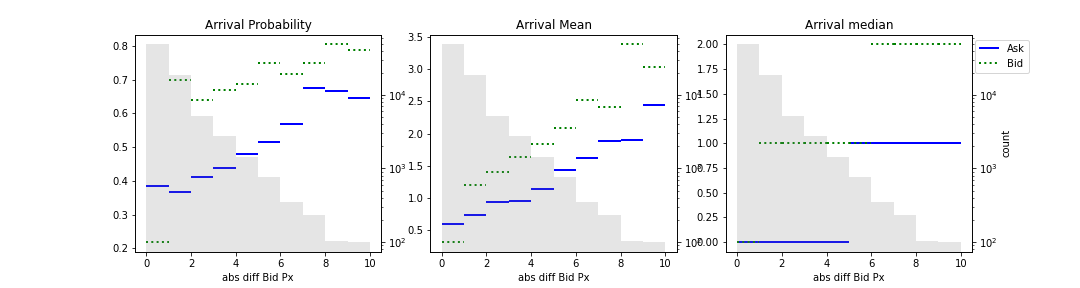 Arrival Probability
0.8
0.7
0.6
0.5
0.4
0.3
0.2
10⁴
10³
10²
0 2 4 6 8 10
abs diff Bid Px
Arrival Mean
3.5
3.0
2.5
2.0
1.5
1.0
0.5
10⁴
10³
10²
0 2 4 6 8 10
abs diff Bid Px
Arrival median
2.00
1.75
1.50
1.25
1.00
0.75
0.50
0.25
0.00
10⁴
10³
10²
count
0 2 4 6 8 10
abs diff Bid Px
Ask
Bid